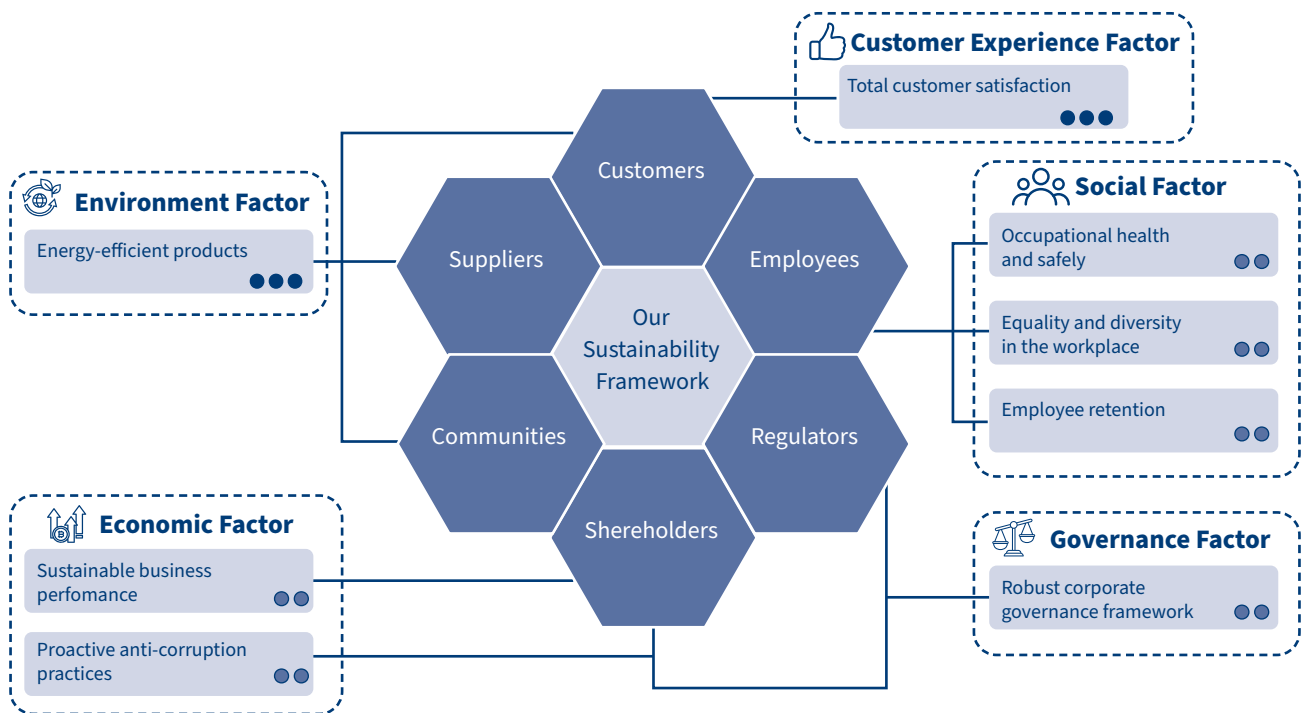 Customer Experience Factor
Total customer satisfaction
Customers
Environment Factor
Energy-efficient products
Suppliers
Employees
Social Factor
Occupational health
and safely
Equality and diversity
in the workplace
Employee retention
Our
Sustainability
Framework
Communities
Regulators
Shereholders
Economic Factor
Sustainable business
perfomance
Proactive anti-corruption
practices
Governance Factor
Robust corporate
governance framework